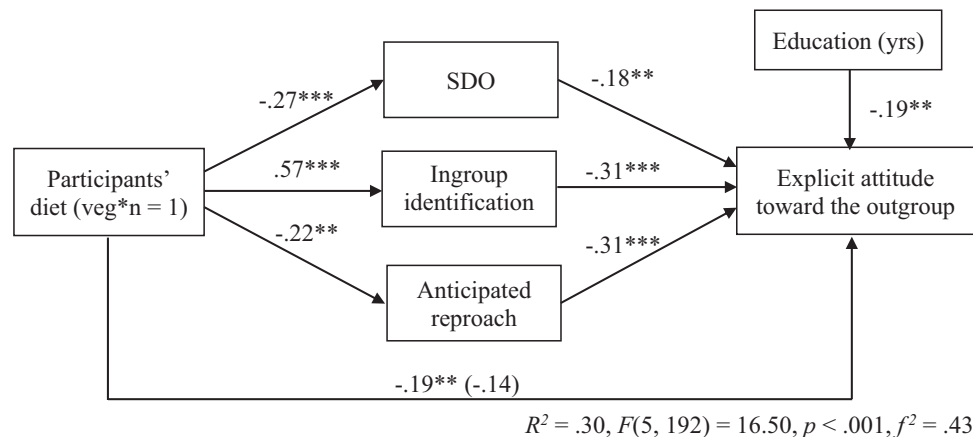 Education (yrs)
SDO
-.27***
-.18**
-.19**
Participants’
diet (veg*n = 1)
.57***
Ingroup
identification
-.31***
Explicit attitude
toward the outgroup
-.22**
-.31***
Anticipated
reproach
-.19** (-.14)
R² = .30, F(5, 192) = 16.50, p < .001, f² = .43